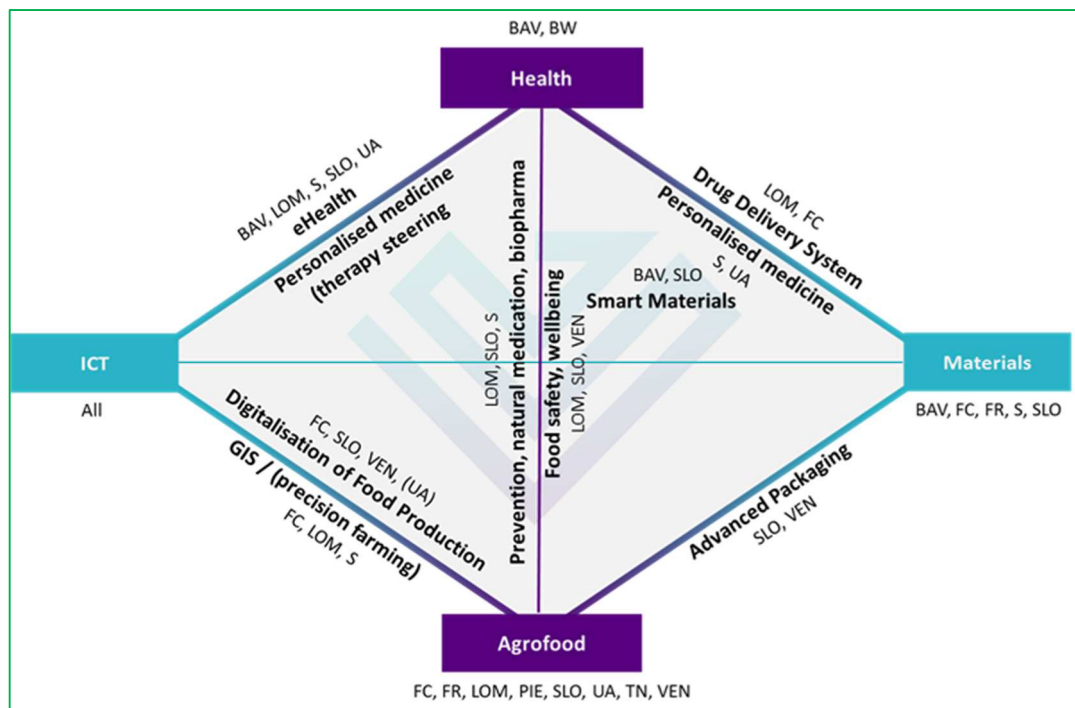 BAV, BW
Health
BAV, LOM, S, SLO, UA
eHealth
Personalised medicine
(therapy steering
LOM, FC
Drug Delivery System
Personalised medicine
S, UA
BAV, SLO
Smart Materials
LOM, SLO, S
Prevention, natural medication, biopharma
Food safety, wellbeing
LOM, SLO, VEN
ICT
All
Materials
BAV, FC, FR, S, SLO
FC, SLO, VEN, (UA)
Digitalisation of Food Production
GIS / (precision farming)
FC, LOM, S
Advanced Packaging
SLO, VEN
Agrofood
FC, FR, LOM, PIE, SLO, UA, TN, VEN